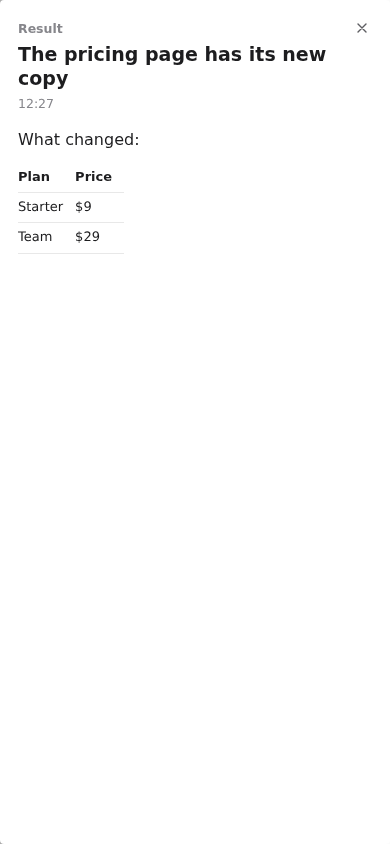 Result
The pricing page has its new
copy
12:27
What changed:
Plan Price
Starter $9
Team $29